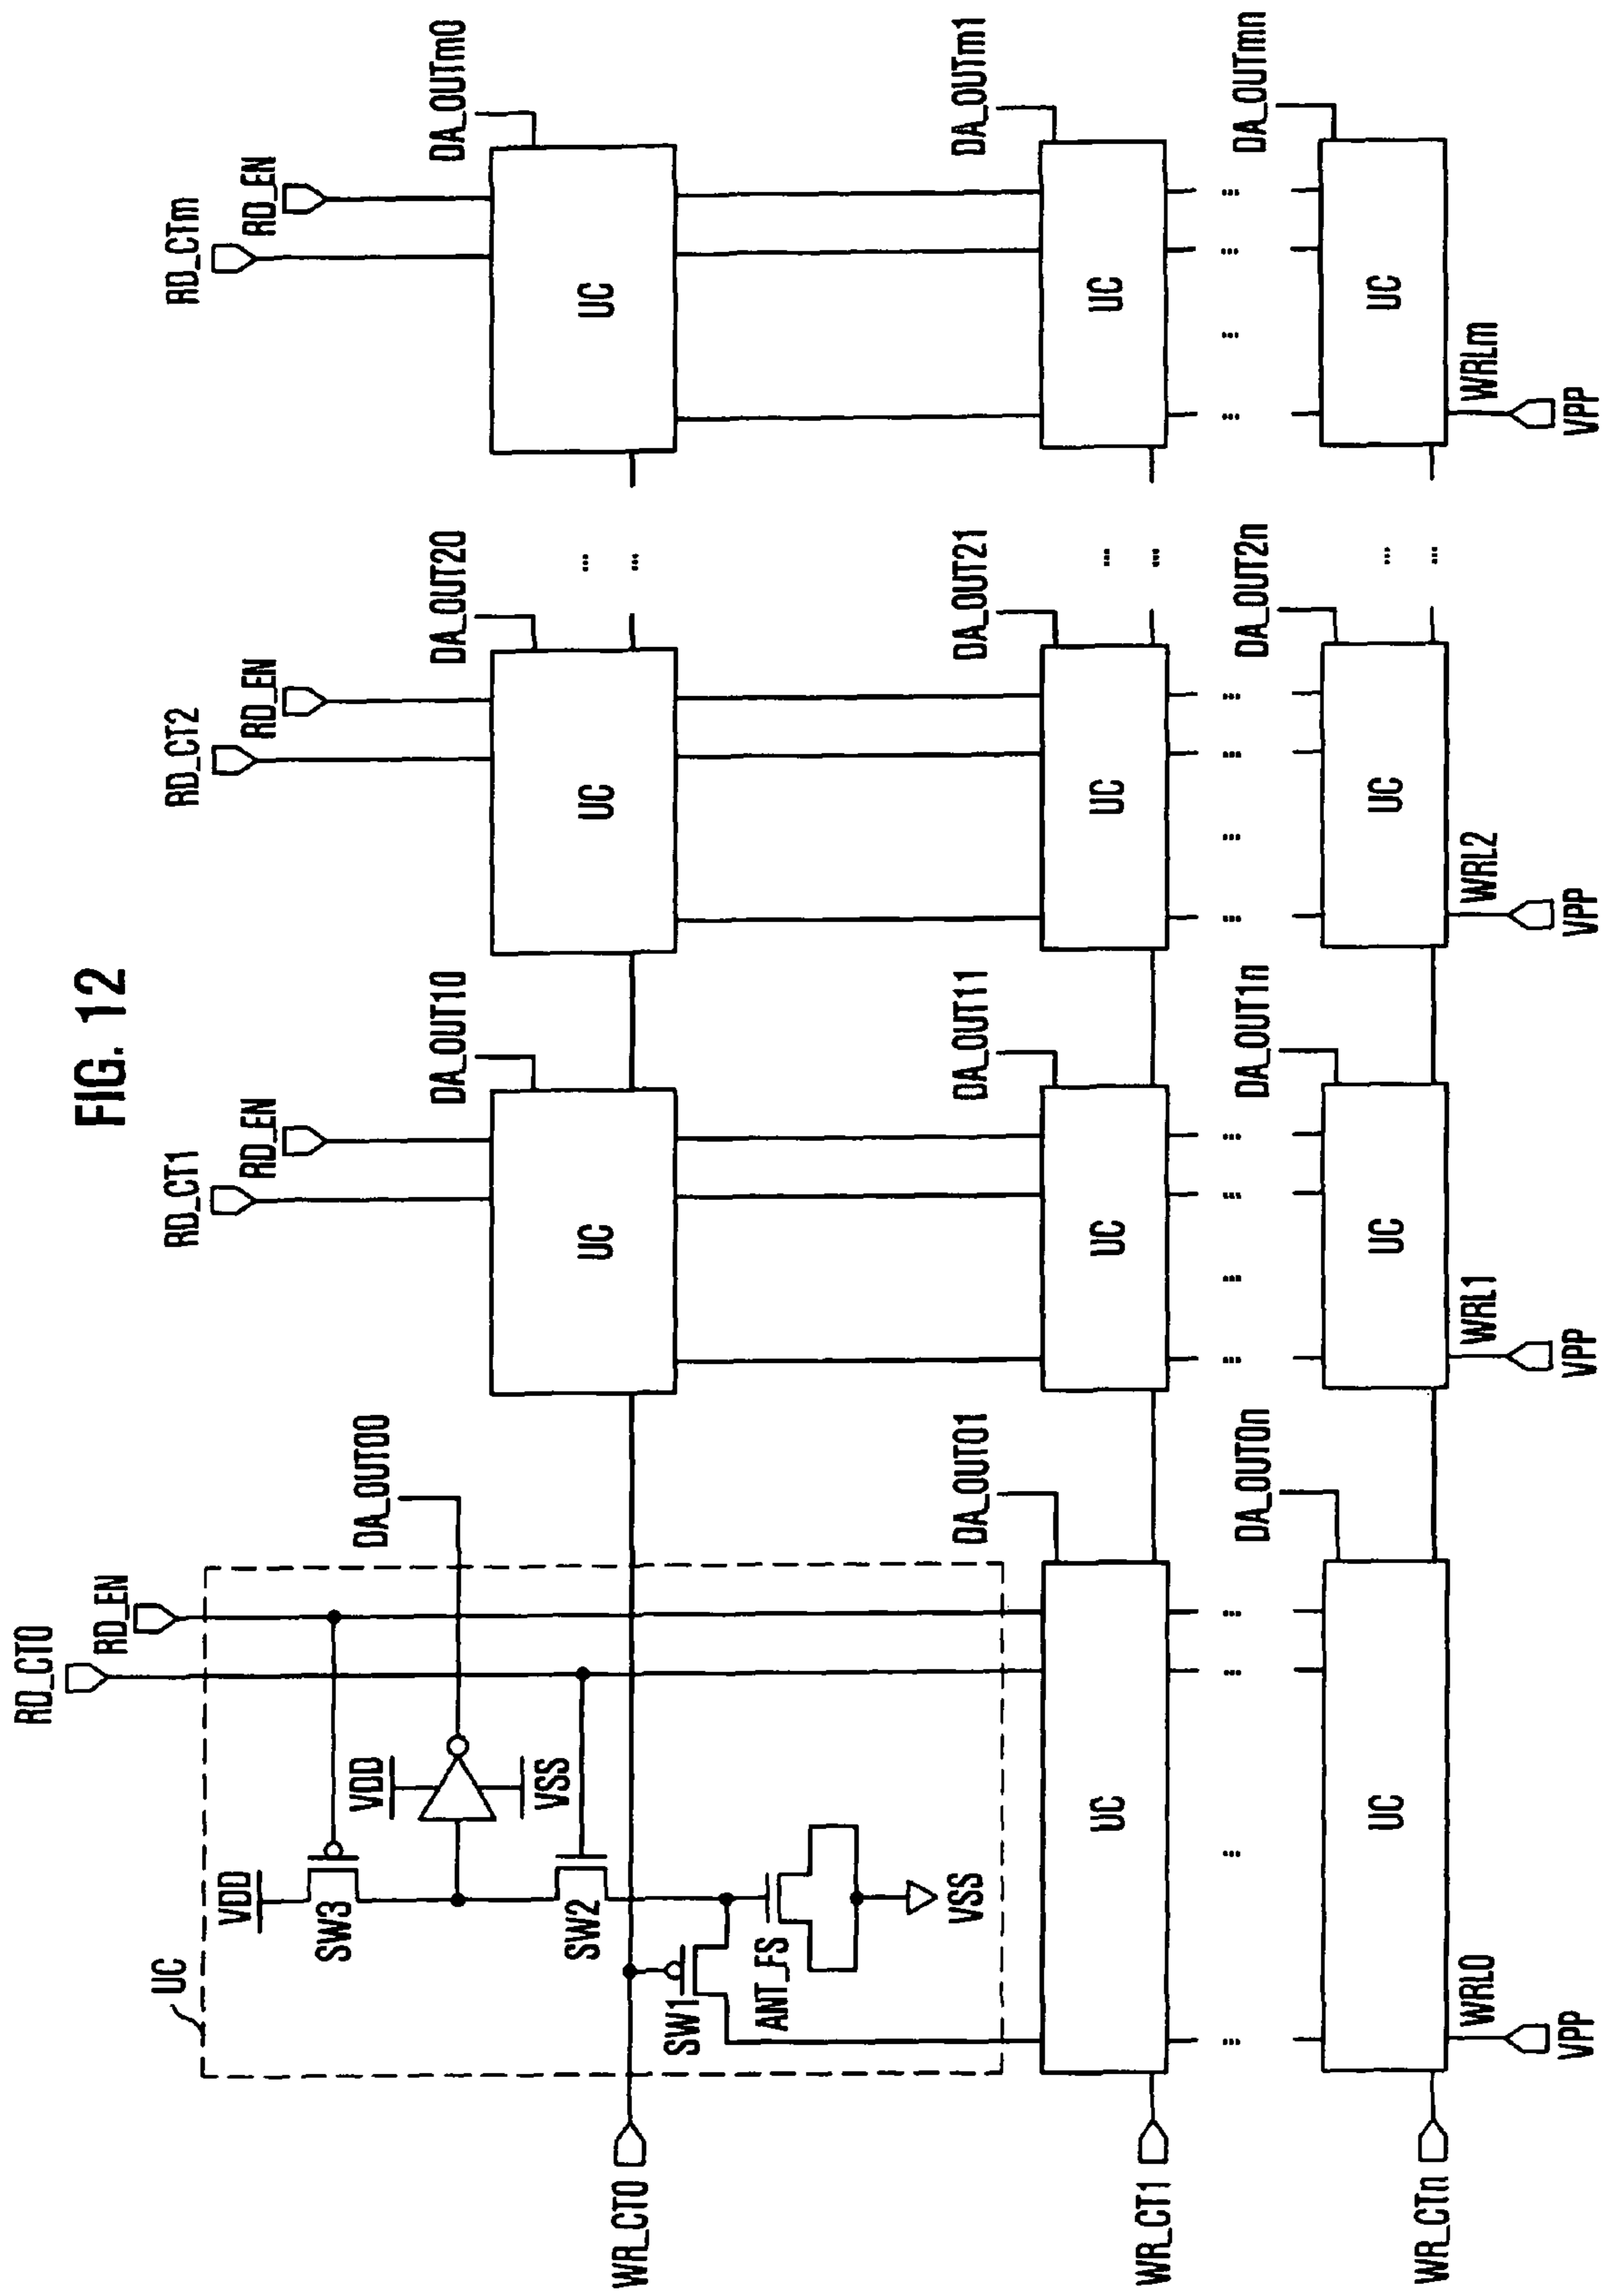 FIG. 12
RD_CT0
RD_EN
RD_CT1
RD_EN
RD_CT2
RD_EN
RD_CTm
RD_EN
UC
VDD
SW3
VDD
VSS
DA_OUT00
DA_OUT10
DA_OUT20
DA_OUTm0
SW2
UC
UC
...
UC
WR_CT0
...
SW1
ANT_FS
VSS
DA_OUT01
DA_OUT11
DA_OUT21
DA_OUTm1
UC
UC
UC
...
UC
WR_CT1
...
... ... ... ...
... ... ... ...
... ... ... ...
... ... ... ...
DA_OUT0n
DA_OUT1n
DA_OUT2n
DA_OUTmn
UC
UC
UC
...
UC
WR_CTn
...
WRL0
WRL1
WRL2
WRLm
VPP
VPP
VPP
VPP